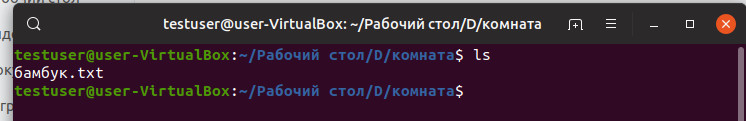 testuser@user-VirtualBox: ~/Рабочий стол/D/комната
testuser@user-VirtualBox:~/Рабочий стол/D/комната$ ls
бамбук.txt
testuser@user-VirtualBox:~/Рабочий стол/D/комната$